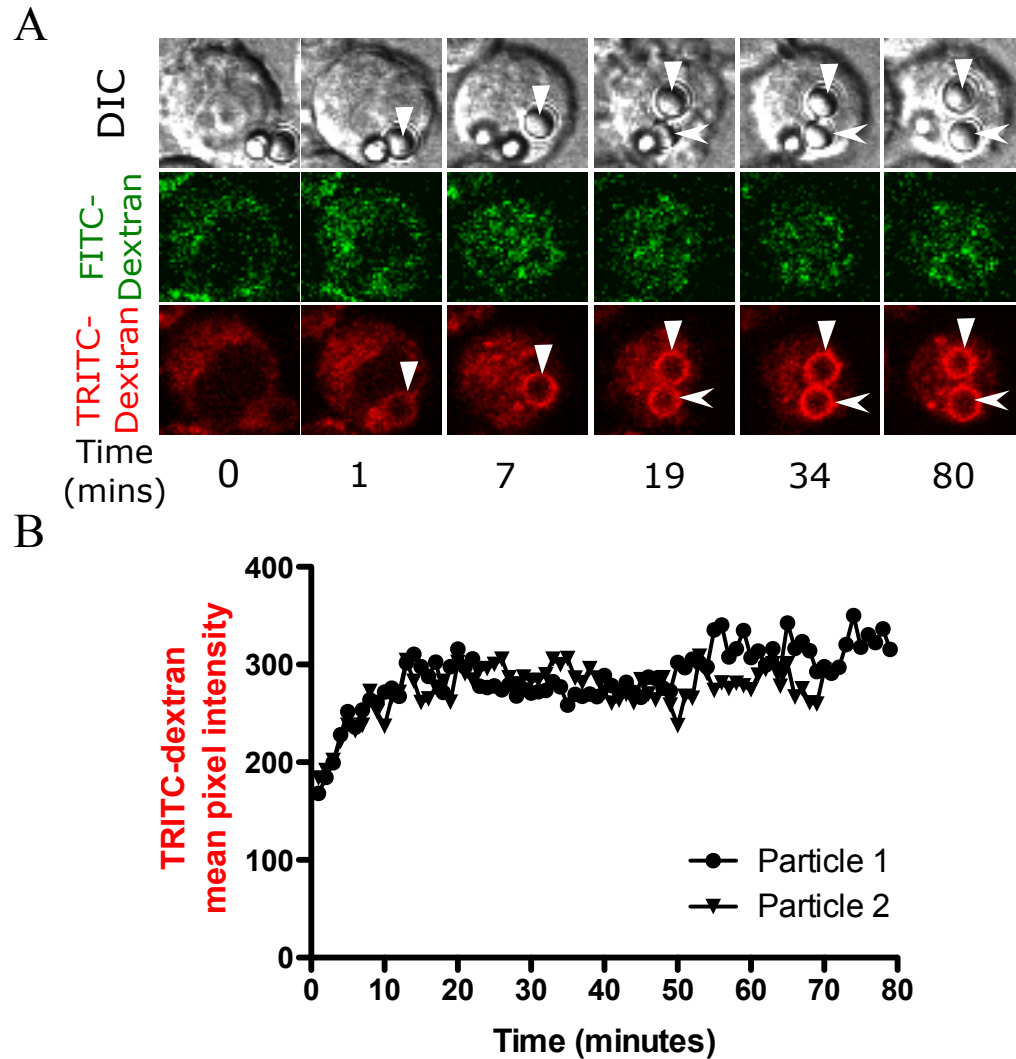 A
DIC
FITC-
Dextran
TRITC-
Dextran
Time
(mins)
0 1 7 19 34 80
B
TRITC-dextran
mean pixel intensity
400
300
200
100
0
Particle 1
Particle 2
0 10 20 30 40 50 60 70 80
Time (minutes)